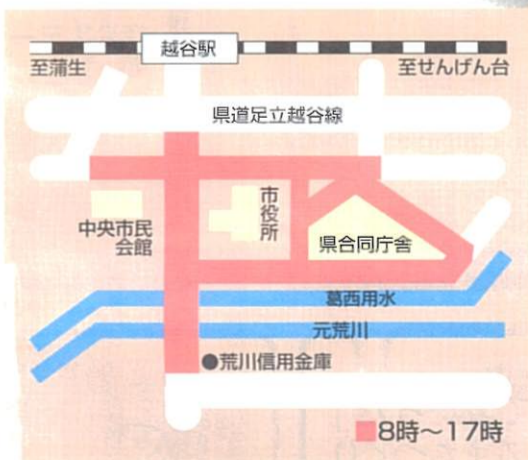 越谷駅
至蒲生
至せんげん台
県道足立越谷線
中央市民
会館
市役所
県合同庁舎
葛西用水
元荒川
●荒川信用金庫
■8時～17時